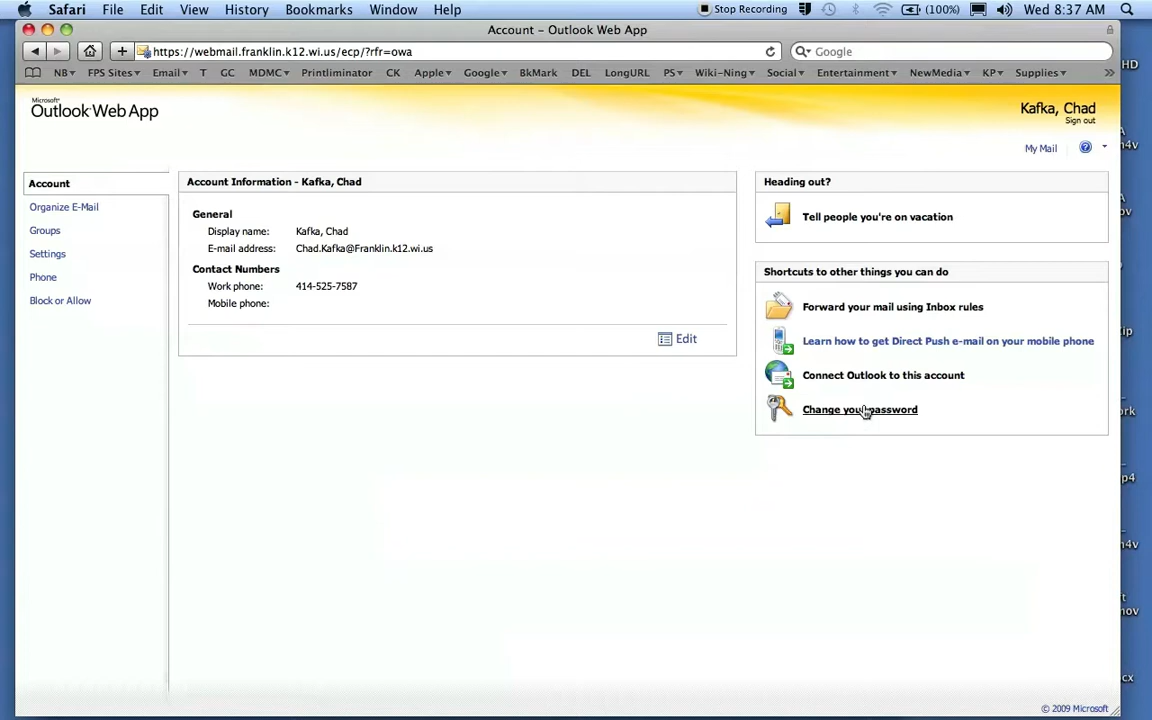 Safari File Edit View History Bookmarks Window Help Stop Recording (100%) Wed 8:37 AM
Account – Outlook Web App
https://webmail.franklin.k12.wi.us/ecp/?rfr=owa Google
NB FPS Sites Email T GC MDMC Printliminator CK Apple Google BkMark DEL LongURL PS Wiki-Ning Social Entertainment NewMedia KP Supplies »
HD
Microsoft
Outlook Web App
Kafka, Chad
Sign out
My Mail
Account
Organize E-Mail
Groups
Settings
Phone
Block or Allow
Account Information - Kafka, Chad
General
Display name: Kafka, Chad
E-mail address: Chad.Kafka@Franklin.k12.wi.us
Contact Numbers
Work phone: 414-525-7587
Mobile phone:
Edit
Heading out?
Tell people you're on vacation
Shortcuts to other things you can do
Forward your mail using Inbox rules
Learn how to get Direct Push e-mail on your mobile phone
Connect Outlook to this account
Change your password
© 2009 Microsoft